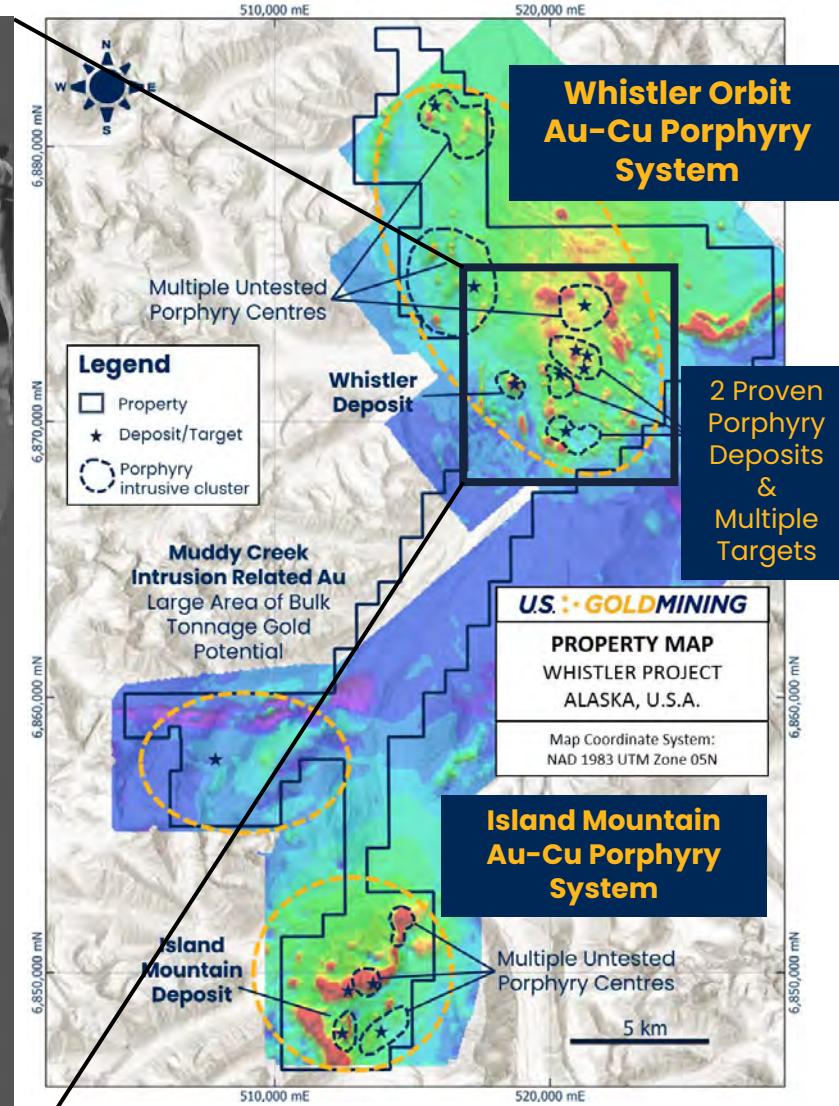 510,000 mE
520,000 mE
N
W
E
S
6,880,000 mN
Whistler Orbit
Au-Cu Porphyry
System
Multiple Untested
Porphyry Centres
Legend
Property
Deposit/Target
Porphyry
intrusive cluster
Whistler
Deposit
6,870,000 mN
2 Proven
Porphyry
Deposits
&
Multiple
Targets
Muddy Creek
Intrusion Related Au
Large Area of Bulk
Tonnage Gold
Potential
U.S. GOLDMINING
PROPERTY MAP
WHISTLER PROJECT
ALASKA, U.S.A.
Map Coordinate System:
NAD 1983 UTM Zone 05N
6,860,000 mN
6,860,000 mN
Island Mountain
Au-Cu Porphyry
System
Island
Mountain
Deposit
Multiple Untested
Porphyry Centres
6,850,000 mN
6,850,000 mN
5 km
510,000 mE
520,000 mE